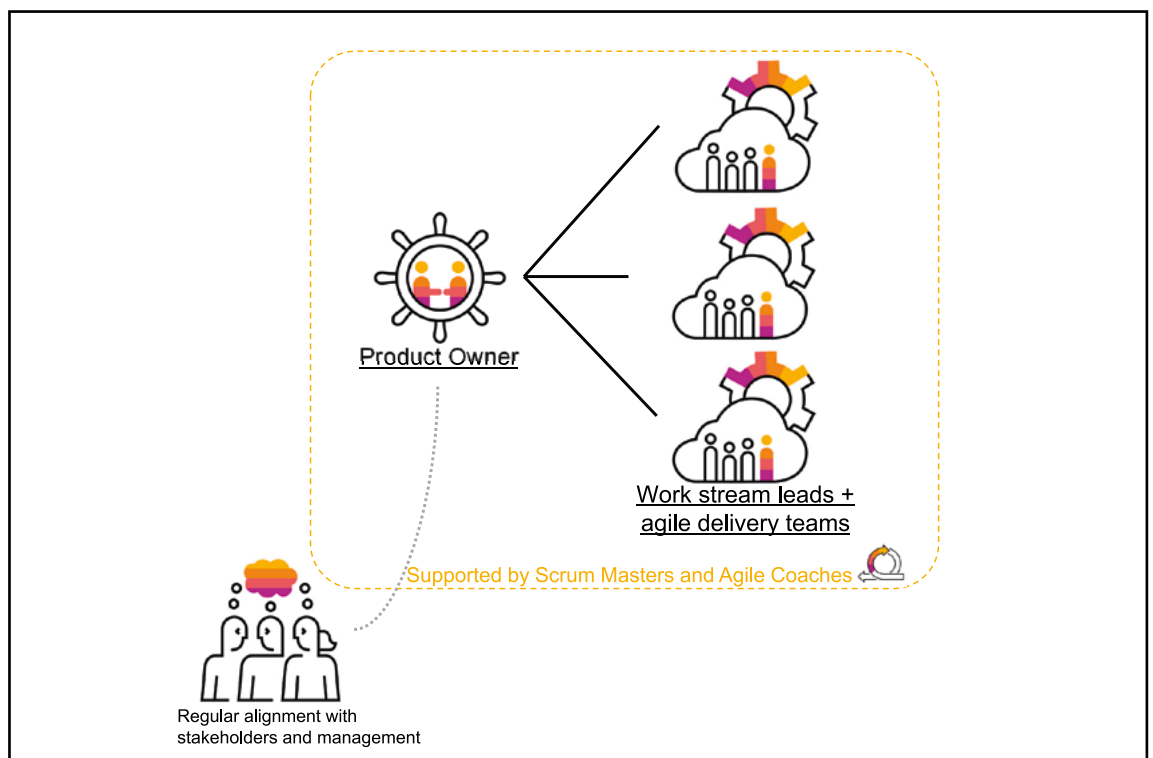 Product Owner
Work stream leads +
agile delivery teams
Supported by Scrum Masters and Agile Coaches
Regular alignment with
stakeholders and management